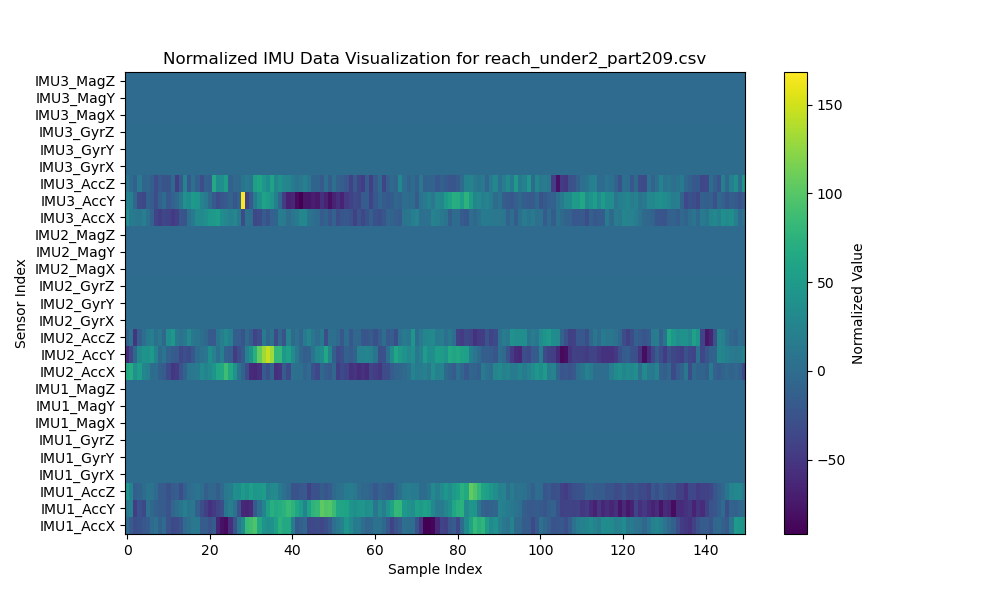 Normalized IMU Data Visualization for reach_under2_part209.csv
IMU3_MagZ
IMU3_MagY
IMU3_MagX
IMU3_GyrZ
IMU3_GyrY
IMU3_GyrX
IMU3_AccZ
IMU3_AccY
IMU3_AccX
IMU2_MagZ
IMU2_MagY
IMU2_MagX
IMU2_GyrZ
IMU2_GyrY
IMU2_GyrX
IMU2_AccZ
IMU2_AccY
IMU2_AccX
IMU1_MagZ
IMU1_MagY
IMU1_MagX
IMU1_GyrZ
IMU1_GyrY
IMU1_GyrX
IMU1_AccZ
IMU1_AccY
IMU1_AccX
Sensor Index
0 20 40 60 80 100 120 140
Sample Index
150
100
50
0
−50
Normalized Value